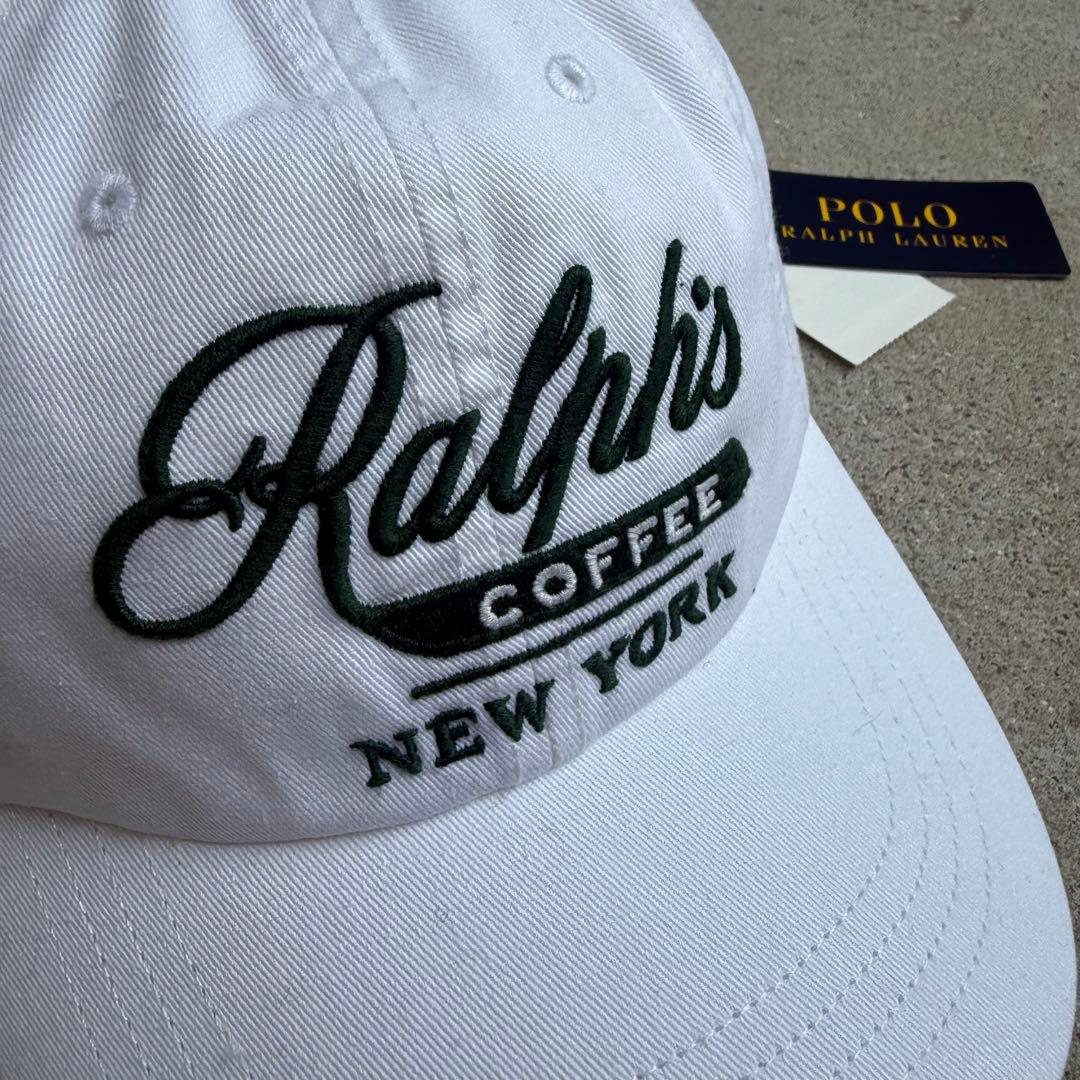 Ralph's
COFFEE
NEW YORK
POLO
RALPH LAUREN